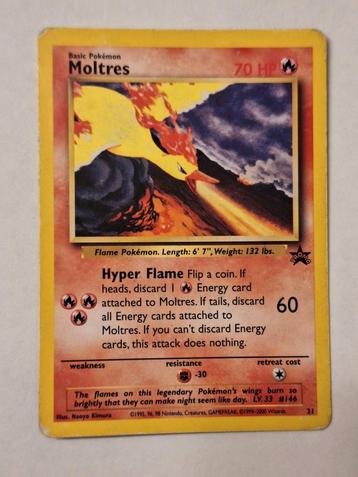 Basic Pokémon
Moltres 70 HP
Flame Pokémon. Length: 6' 7", Weight: 132 lbs.
PROMO
Hyper Flame Flip a coin. If
heads, discard 1 Energy card
attached to Moltres. If tails, discard
all Energy cards attached to
Moltres. If you can't discard Energy
cards, this attack does nothing.
60
weakness resistance retreat cost
-30
The flames on this legendary Pokémon's wings burn so
brightly that they can make night seem like day. LV. 33 #146
Illus. Naoyo Kimura ©1995, 96, 98 Nintendo, Creatures, GAMEFREAK. ©1999-2000 Wizards. 21